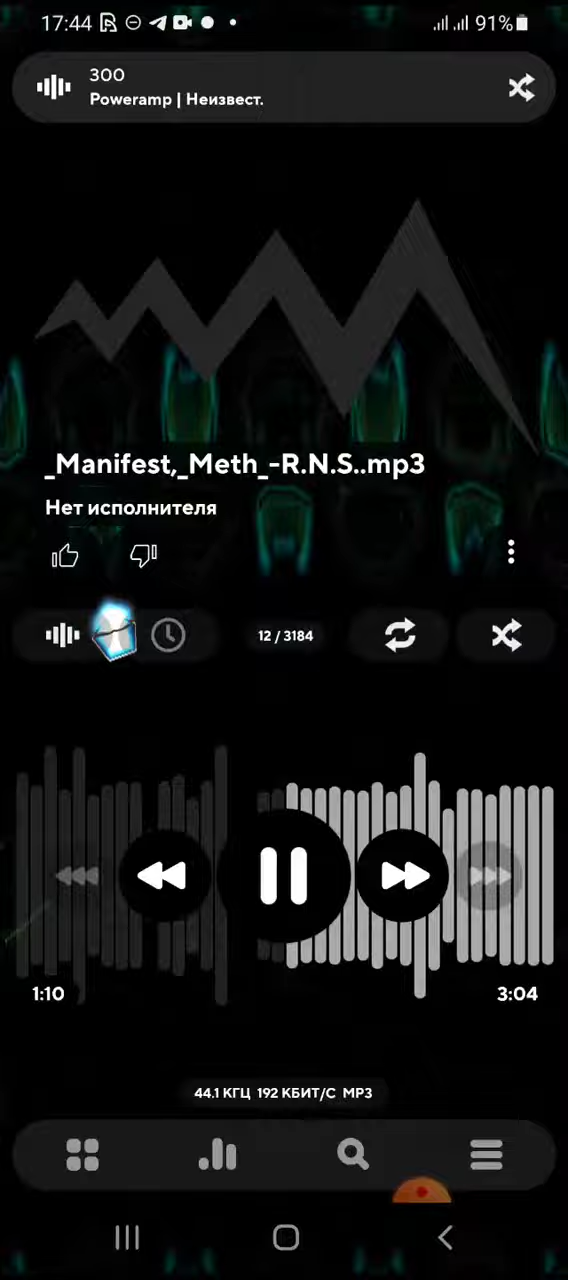 17:44
91%
300
Poweramp | Неизвест.
_Manifest,_Meth_-R.N.S..mp3
Нет исполнителя
12 / 3184
1:10
3:04
44.1 КГЦ 192 КБИТ/С MP3